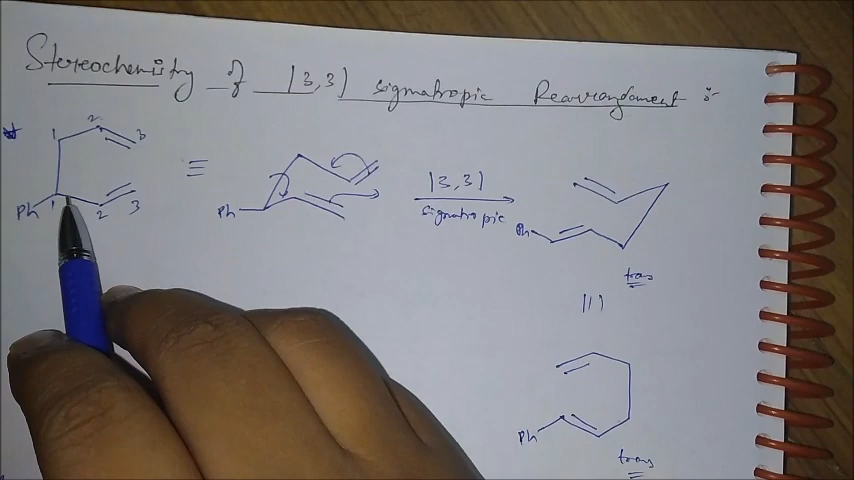 Stereochemistry of [3,3] sigmatropic Rearrangement :-
1 2 3
Ph 1 2 3
≡
Ph
[3,3]
sigmatropic
Ph
trans
Ph
trans